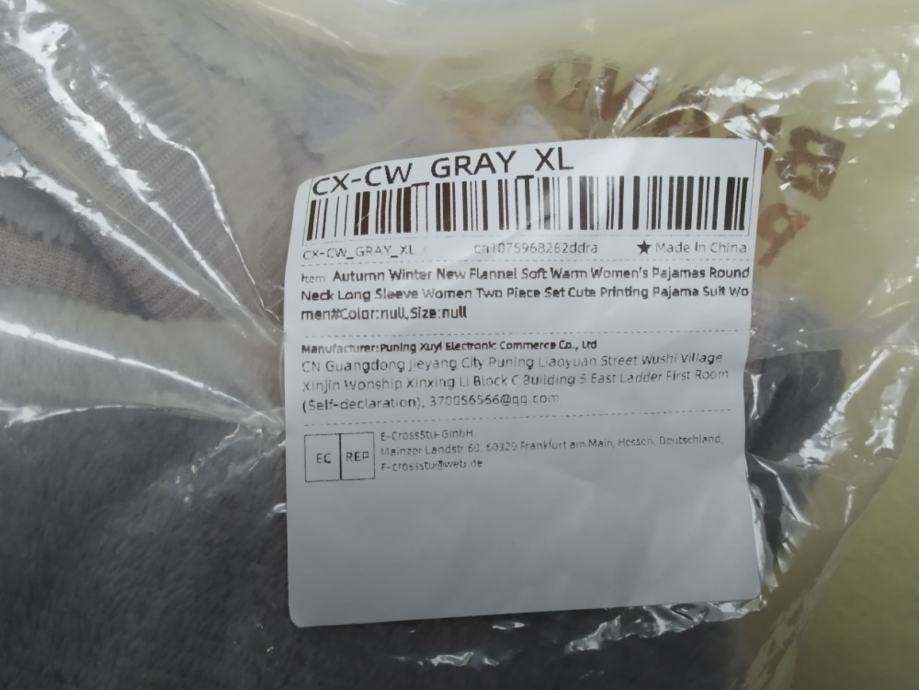 CX-CW_GRAY_XL
CX-CW_GRAY_XL
cn1075968262ddra
★ Made In China
Item Autumn Winter New Flannel Soft Warm Women's Pajamas Round
Neck Long Sleeve Women Two Piece Set Cute Printing Pajama Suit Wo
men#Color:null,Size:null
Manufacturer:Puning Xuyi Electronic Commerce Co., Ltd
CN Guangdong Jieyang City Puning Liaoyuan Street Wushi Village
Xinjin Wonship Xinxing Li Block C Building 5 East Ladder First Room
(Self-declaration), 370056566@qq.com
EC REP
E-CrossStu GmbH
Mainzer Landstr. 69, 60329 Frankfurt am Main, Hessen, Deutschland,
E-crossstu@web.de